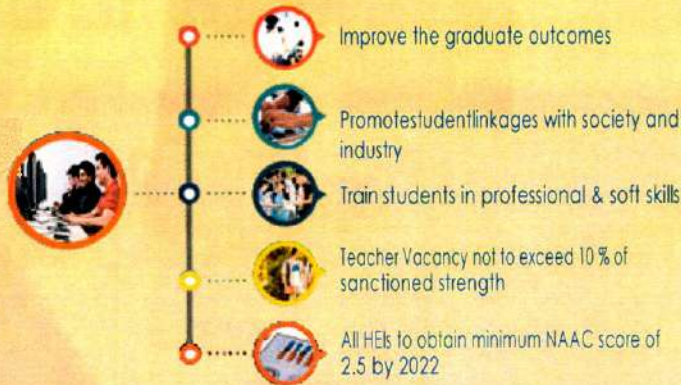 Improve the graduate outcomes
Promotestudentlinkages with society and
industry
Train students in professional & soft skills
Teacher Vacancy not to exceed 10 % of
sanctioned strength
All HEIs to obtain minimum NAAC score of
2.5 by 2022